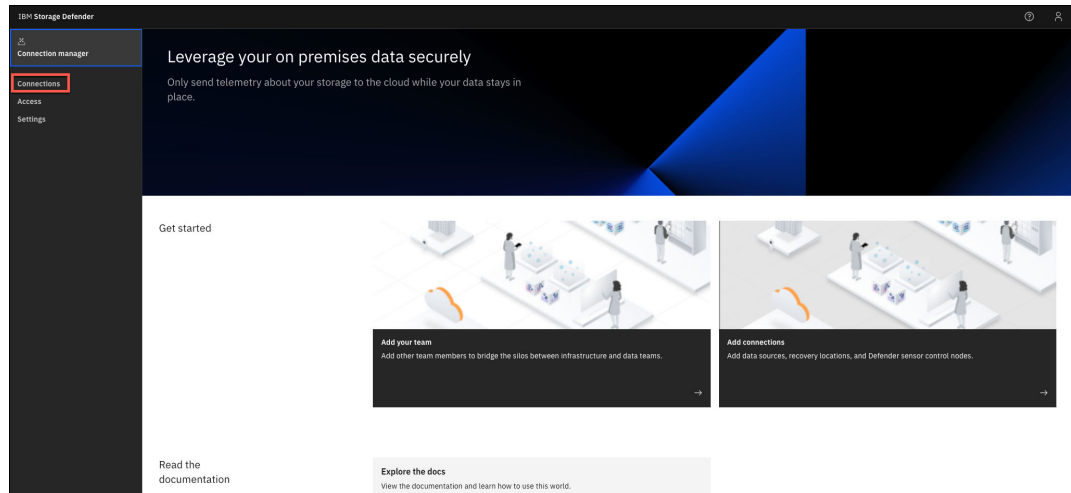 IBM Storage Defender
Connection manager
Connections
Access
Settings
Leverage your on premises data securely
Only send telemetry about your storage to the cloud while your data stays in
place.
Get started
Add your team
Add other team members to bridge the silos between infrastructure and data teams.
Add connections
Add data sources, recovery locations, and Defender sensor control nodes.
Read the
documentation
Explore the docs
View the documentation and learn how to use this world.